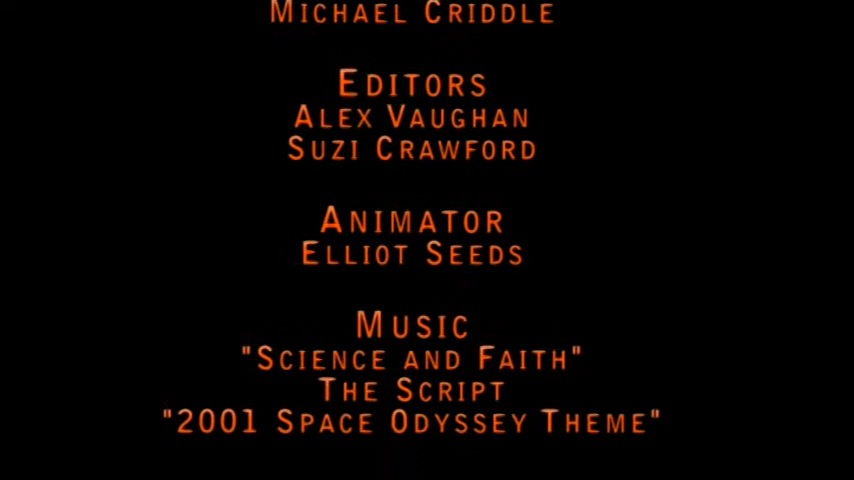 MICHAEL CRIDDLE
EDITORS
ALEX VAUGHAN
SUZI CRAWFORD
ANIMATOR
ELLIOT SEEDS
MUSIC
"SCIENCE AND FAITH"
THE SCRIPT
"2001 SPACE ODYSSEY THEME"